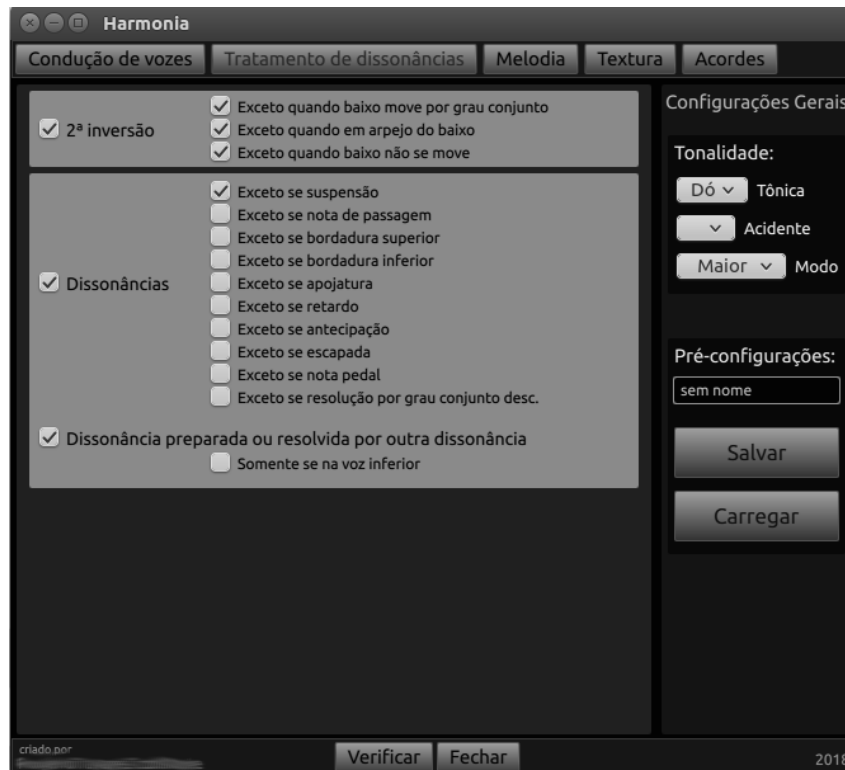 Harmonia
Condução de vozes Tratamento de dissonâncias Melodia Textura Acordes
2ª inversão
Exceto quando baixo move por grau conjunto
Exceto quando em arpejo do baixo
Exceto quando baixo não se move
Dissonâncias
Exceto se suspensão
Exceto se nota de passagem
Exceto se bordadura superior
Exceto se bordadura inferior
Exceto se apojatura
Exceto se retardo
Exceto se antecipação
Exceto se escapada
Exceto se nota pedal
Exceto se resolução por grau conjunto desc.
Dissonância preparada ou resolvida por outra dissonância
Somente se na voz inferior
Configurações Gerais
Tonalidade:
Dó Tônica
Acidente
Maior Modo
Pré-configurações:
sem nome
Salvar
Carregar
criado por
Verificar Fechar
2018